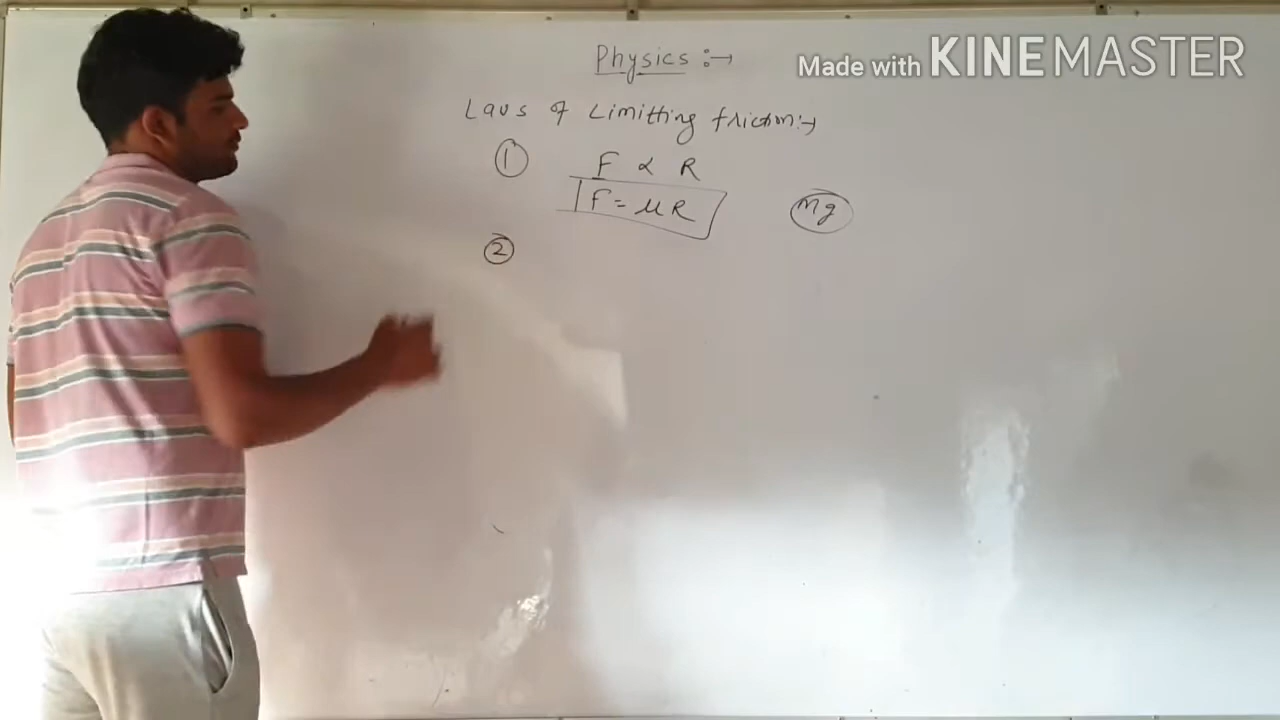 Physics :→
Made with KINEMASTER
Laws of Limitting friction:→
① F ∝ R
F = μR
mg
②